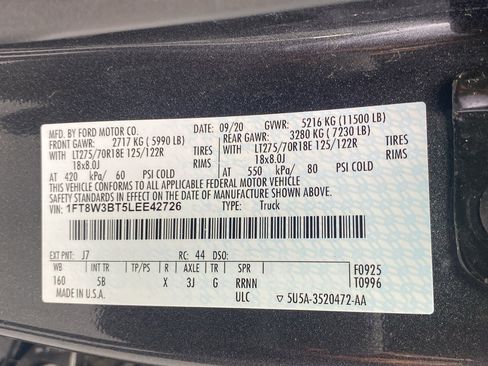 MFD. BY FORD MOTOR CO. 09/20 GVWR: 5216 KG (11500 LB)
FRONT GAWR: 2717 KG ( 5990 LB) REAR GAWR: 3280 KG ( 7230 LB)
WITH LT275/70R18E 125/122R TIRES WITH LT275/70R18E 125/122R TIRES
18x8.0J RIMS 18x8.0J RIMS
AT 420 kPa/ 60 PSI COLD AT 550 kPa/ 80 PSI COLD
THIS VEHICLE CONFORMS TO ALL APPLICABLE FEDERAL MOTOR VEHICLE
SAFETY STANDARDS IN EFFECT ON THE DATE OF MANUFACTURE SHOWN ABOVE.
VIN: 1FT8W3BT5LEE42726 TYPE: Truck
EXT PNT: J7 RC: 44 DSO: F0925
WB INT TR TP/PS R AXLE TR SPR T0996
160 5B X 3J G RRNN
MADE IN U.S.A. ULC ▽ 5U5A-3520472-AA